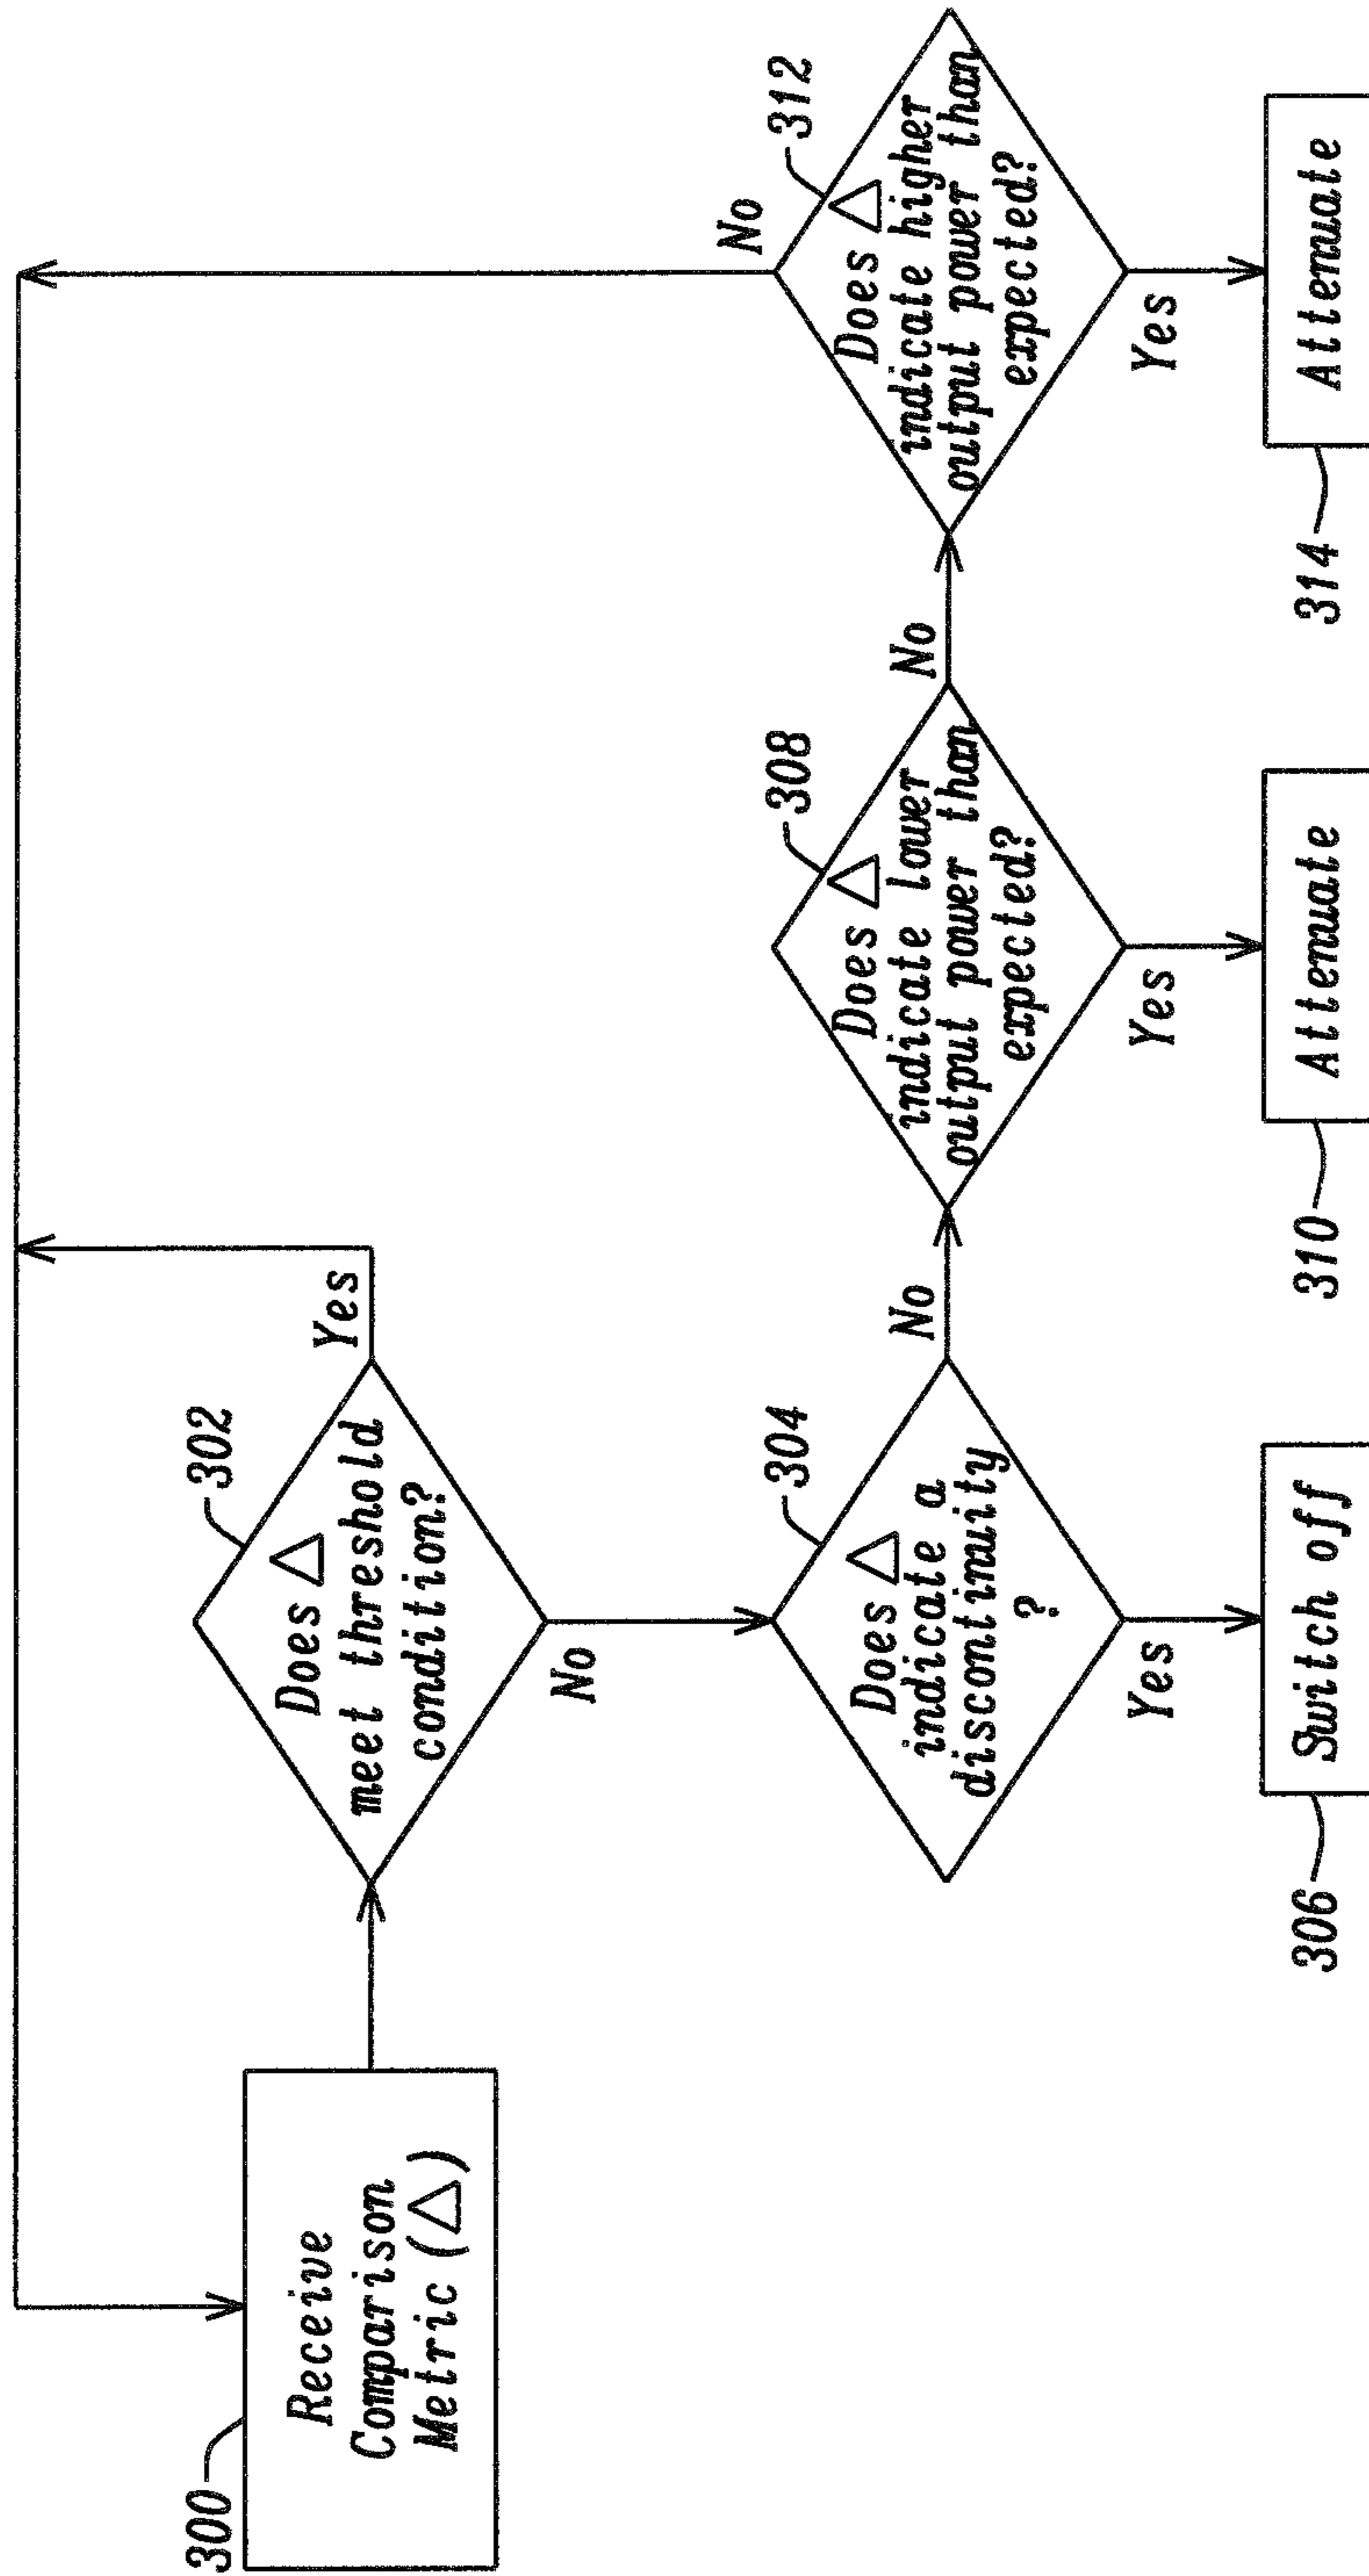 300
Receive
Comparison
Metric (△)
302
Does △
meet threshold
condition?
Yes
No
304
Does △
indicate a
discontinuity
?
No
Yes
306
Switch off
308
Does △
indicate lower
output power than
expected?
No
Yes
310
Attenuate
312
Does △
indicate higher
output power than
expected?
No
Yes
314
Attenuate